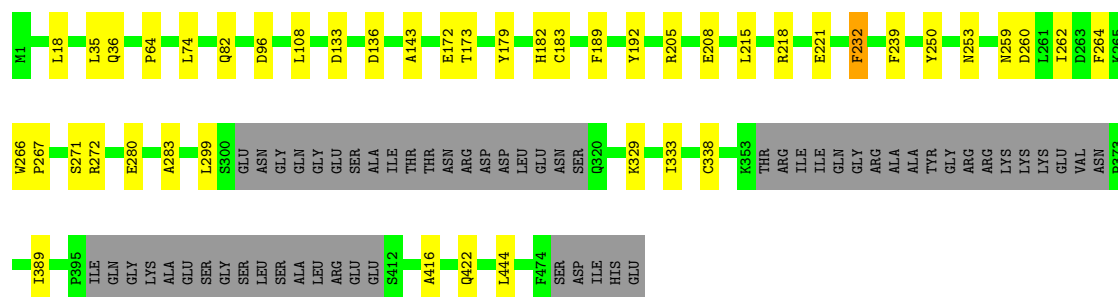 M1 L18 L35 Q36 P64 L74 Q82 D96 L108 D133 D136 A143 E172 T173 Y179 H182 C183 F189 Y192 R205 E208 L215 R218 E221 F232 F239 Y250 N253 N259 D260 L261 I262 D263 F264 K265
W266 P267 S271 R272 E280 A283 L299 S300 GLU ASN GLY GLN GLY GLU SER ALA ILE THR THR ASN ARG ASP ASP LEU GLU ASN SER Q320 K329 I333 C338 K353 THR ARG ILE ILE GLN GLY ARG ALA ALA TYR GLY ARG ARG LYS LYS LYS GLU VAL ASN
I389 P395 ILE GLN GLY LYS ALA GLU SER GLY SER LEU SER ALA LEU ARG GLU GLU S412 A416 Q422 L444 F474 SER ASP ILE HIS GLU